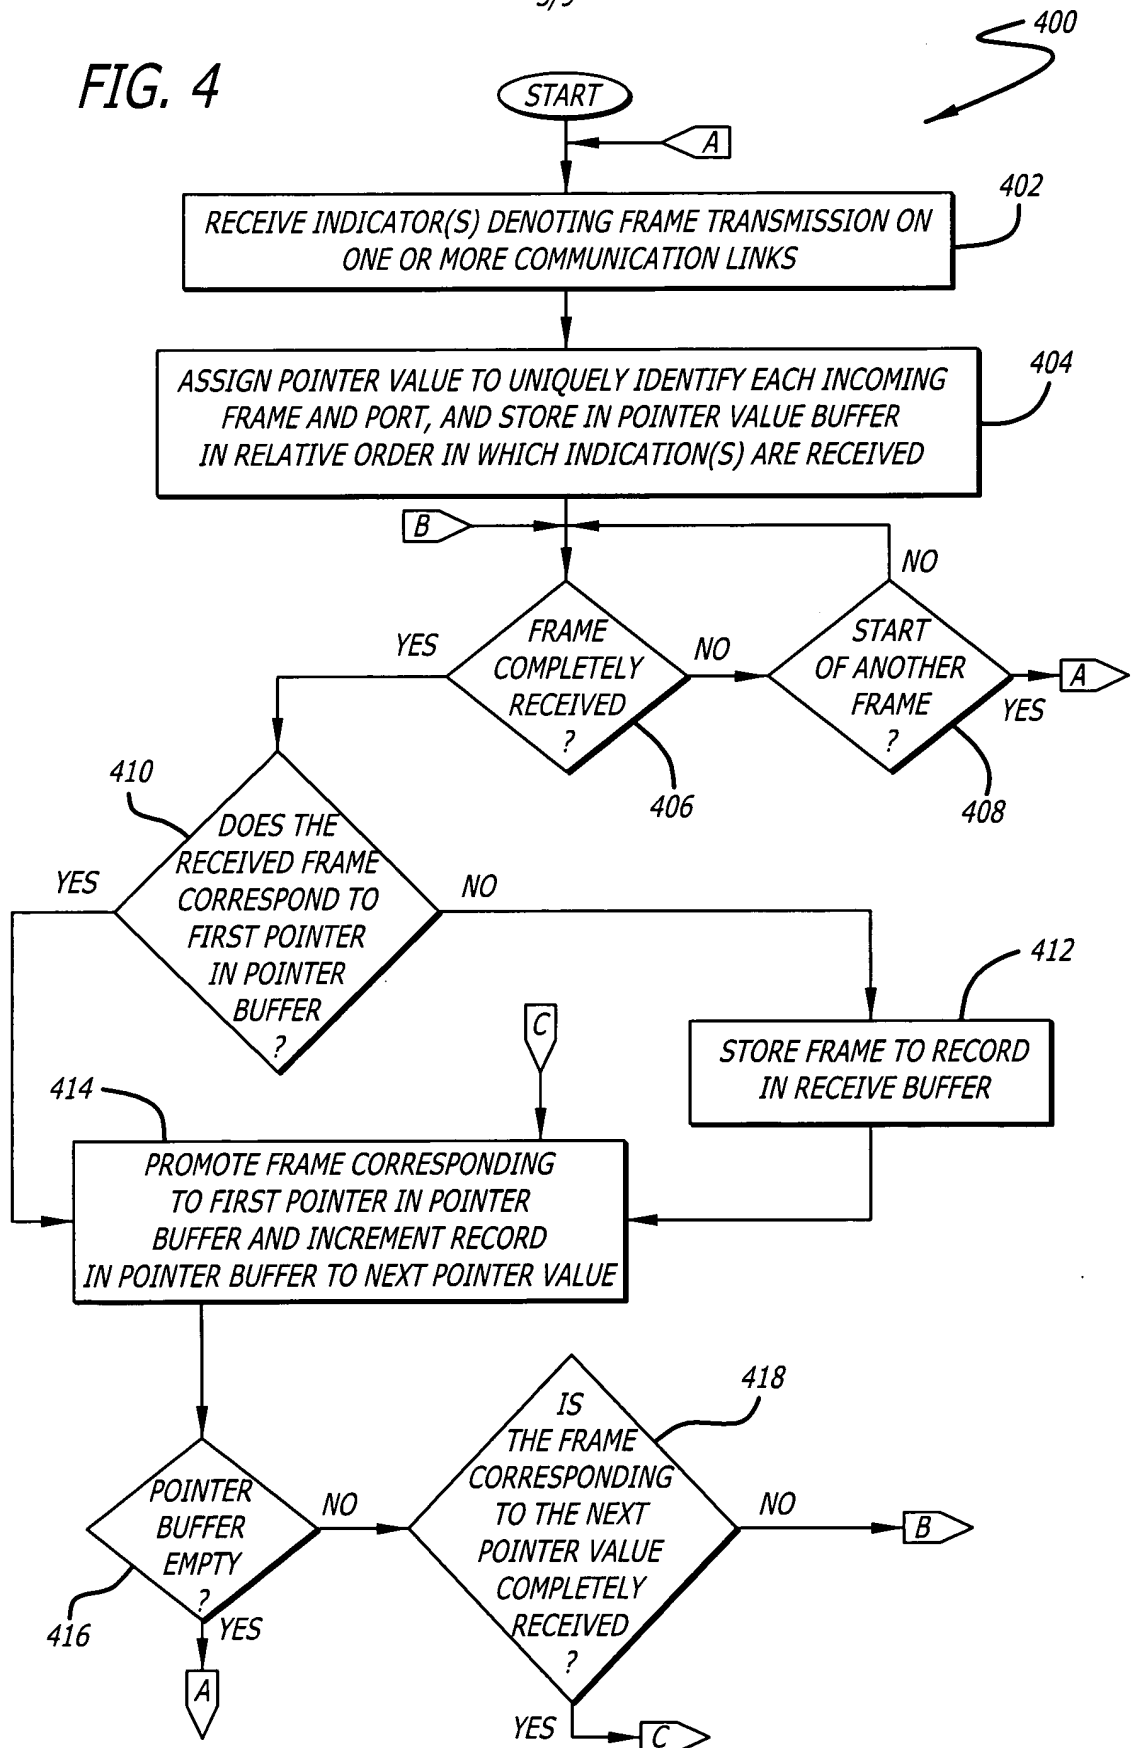 400
FIG. 4
START
A
402
RECEIVE INDICATOR(S) DENOTING FRAME TRANSMISSION ON
ONE OR MORE COMMUNICATION LINKS
404
ASSIGN POINTER VALUE TO UNIQUELY IDENTIFY EACH INCOMING
FRAME AND PORT, AND STORE IN POINTER VALUE BUFFER
IN RELATIVE ORDER IN WHICH INDICATION(S) ARE RECEIVED
B
NO
YES
FRAME
COMPLETELY
RECEIVED
?
NO
START
OF ANOTHER
FRAME
?
A
YES
406
408
410
DOES THE
RECEIVED FRAME
CORRESPOND TO
FIRST POINTER
IN POINTER
BUFFER
?
YES
NO
412
C
STORE FRAME TO RECORD
IN RECEIVE BUFFER
414
PROMOTE FRAME CORRESPONDING
TO FIRST POINTER IN POINTER
BUFFER AND INCREMENT RECORD
IN POINTER BUFFER TO NEXT POINTER VALUE
418
IS
THE FRAME
CORRESPONDING
TO THE NEXT
POINTER VALUE
COMPLETELY
RECEIVED
?
POINTER
BUFFER
EMPTY
?
NO
NO
B
416
YES
A
YES
C